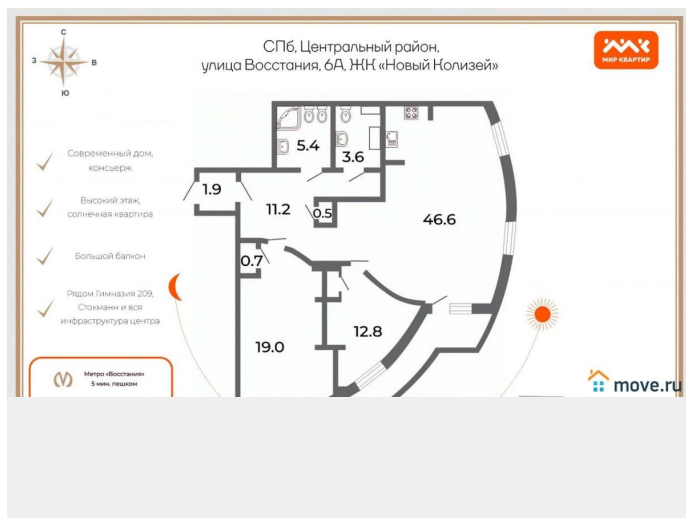 С
З
В
Ю
СПб, Центральный район,
улица Восстания, 6А, ЖК «Новый Колизей»
МИР КВАРТИР
Современный дом,
консьерж
Высокий этаж,
солнечная квартира
Большой балкон
Рядом Гимназия 209,
Стокманн и вся
инфраструктура центра
Метро «Восстания»
5 мин. пешком
5.4
3.6
1.9
11.2
0.5
46.6
0.7
19.0
12.8
move.ru